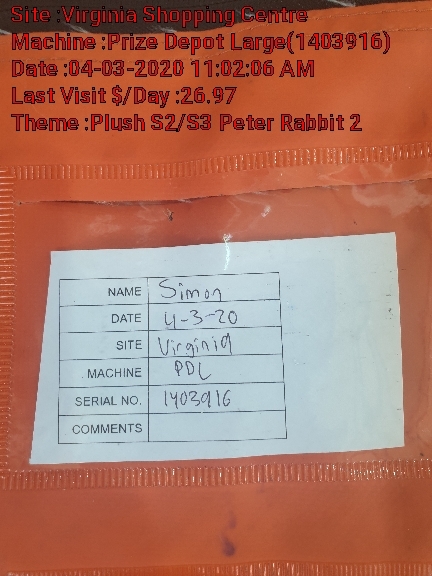 Site :Virginia Shopping Centre
Machine :Prize Depot Large(1403916)
Date :04-03-2020 11:02:06 AM
Last Visit $/Day :26.97
Theme :Plush S2/S3 Peter Rabbit 2
NAME Simon
DATE 4-3-20
SITE Virginia
MACHINE PDL
SERIAL NO. 1403916
COMMENTS